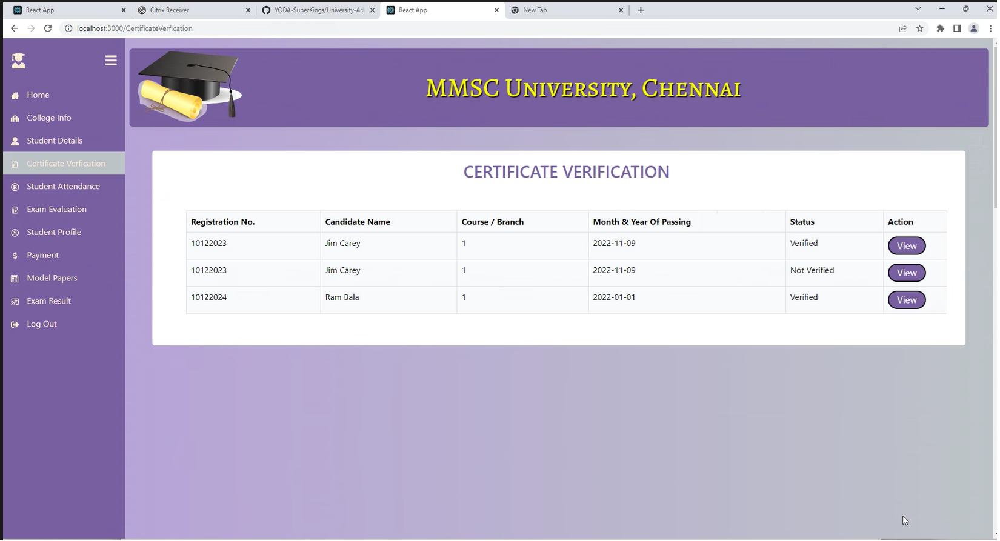 React App
Citrix Receiver
YODA-SuperKings/University-Ad
React App
New Tab
localhost:3000/CertificateVerfication
MMSC University, Chennai
Home
College Info
Student Details
Certificate Verfication
Student Attendance
Exam Evaluation
Student Profile
Payment
Model Papers
Exam Result
Log Out
CERTIFICATE VERIFICATION
Registration No. Candidate Name Course / Branch Month & Year Of Passing Status Action
10122023 Jim Carey 1 2022-11-09 Verified View
10122023 Jim Carey 1 2022-11-09 Not Verified View
10122024 Ram Bala 1 2022-01-01 Verified View